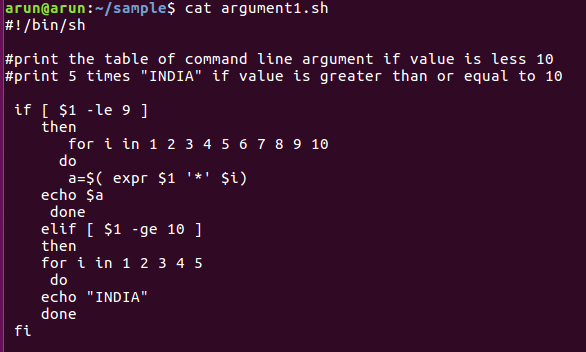 arun@arun:~/sample$ cat argument1.sh
#!/bin/sh
#print the table of command line argument if value is less 10
#print 5 times "INDIA" if value is greater than or equal to 10
if [ $1 -le 9 ]
then
for i in 1 2 3 4 5 6 7 8 9 10
do
a=$( expr $1 '*' $i)
echo $a
done
elif [ $1 -ge 10 ]
then
for i in 1 2 3 4 5
do
echo "INDIA"
done
fi